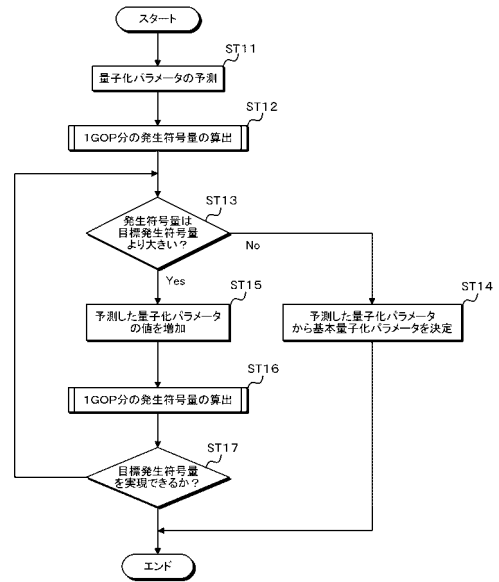 スタート
ST11
量子化パラメータの予測
ST12
1GOP分の発生符号量の算出
ST13
発生符号量は
目標発生符号量
より大きい?
No
Yes
ST15
予測した量子化パラメータ
の値を増加
ST14
予測した量子化パラメータ
から基本量子化パラメータを決定
ST16
1GOP分の発生符号量の算出
ST17
目標発生符号量
を実現できるか?
エンド